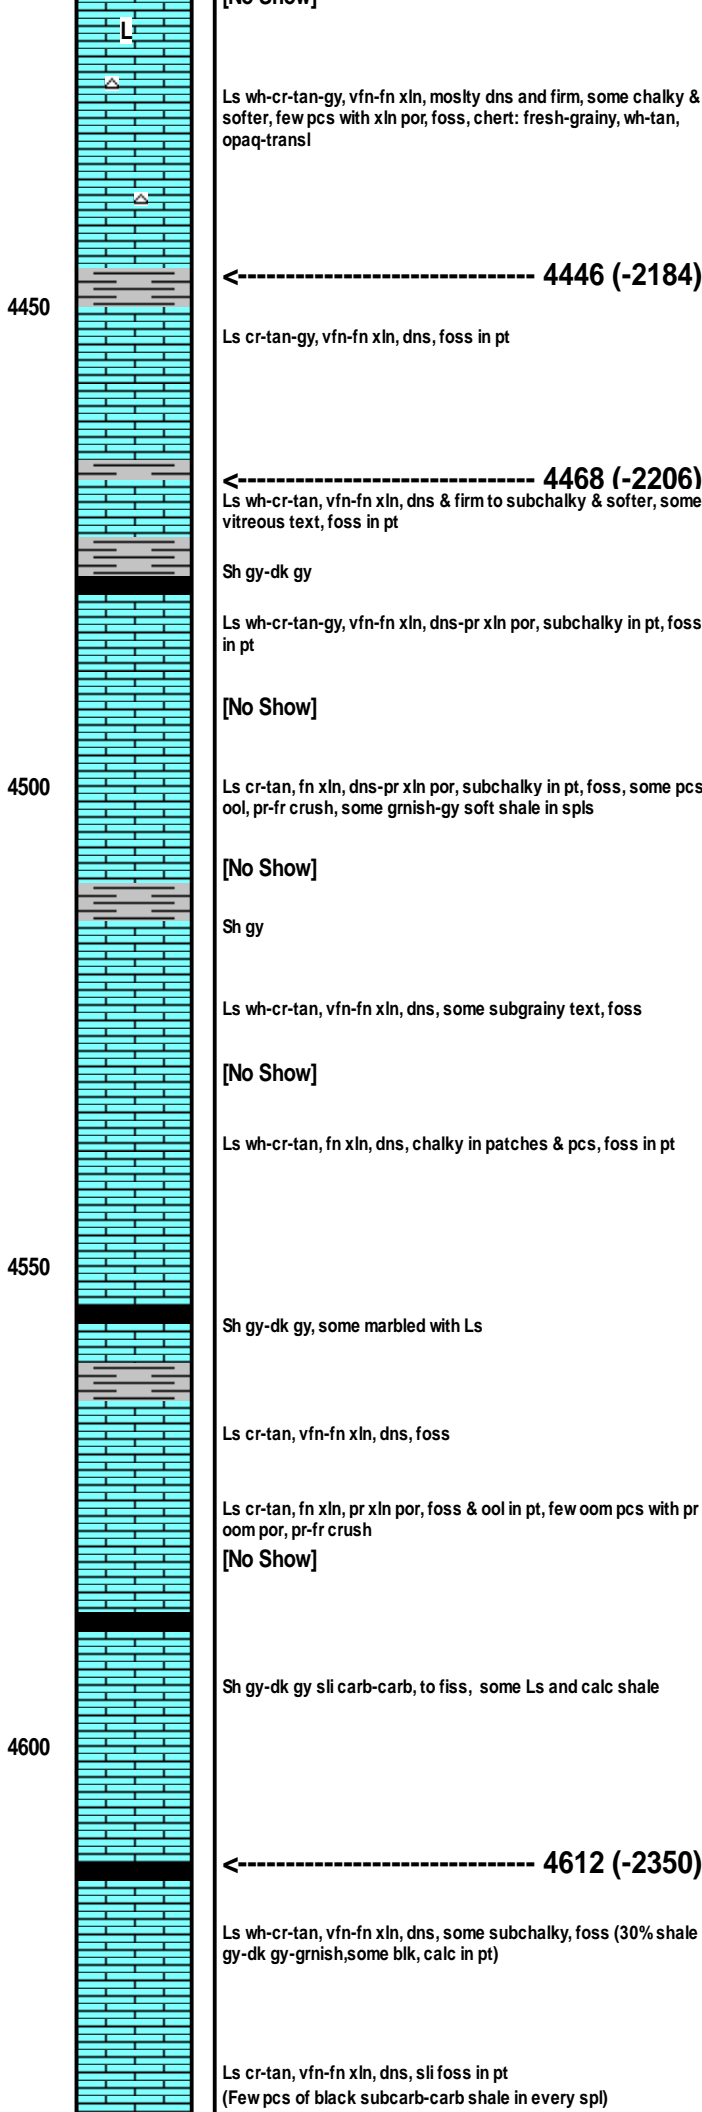 [No Show]
L
Ls wh-cr-tan-gy, vfn-fn xln, moslty dns and firm, some chalky &
softer, few pcs with xln por, foss, chert: fresh-grainy, wh-tan,
opaq-transl
<------------------------------- 4446 (-2184)
4450
Ls cr-tan-gy, vfn-fn xln, dns, foss in pt
<------------------------------- 4468 (-2206)
Ls wh-cr-tan, vfn-fn xln, dns & firm to subchalky & softer, some
vitreous text, foss in pt
Sh gy-dk gy
Ls wh-cr-tan-gy, vfn-fn xln, dns-pr xln por, subchalky in pt, foss
in pt
[No Show]
4500
Ls cr-tan, fn xln, dns-pr xln por, subchalky in pt, foss, some pcs
ool, pr-fr crush, some grnish-gy soft shale in spls
[No Show]
Sh gy
Ls wh-cr-tan, vfn-fn xln, dns, some subgrainy text, foss
[No Show]
Ls wh-cr-tan, fn xln, dns, chalky in patches & pcs, foss in pt
4550
Sh gy-dk gy, some marbled with Ls
Ls cr-tan, vfn-fn xln, dns, foss
Ls cr-tan, fn xln, pr xln por, foss & ool in pt, few oom pcs with pr
oom por, pr-fr crush
[No Show]
Sh gy-dk gy sli carb-carb, to fiss, some Ls and calc shale
4600
<------------------------------- 4612 (-2350)
Ls wh-cr-tan, vfn-fn xln, dns, some subchalky, foss (30% shale
gy-dk gy-grnish,some blk, calc in pt)
Ls cr-tan, vfn-fn xln, dns, sli foss in pt
(Few pcs of black subcarb-carb shale in every spl)